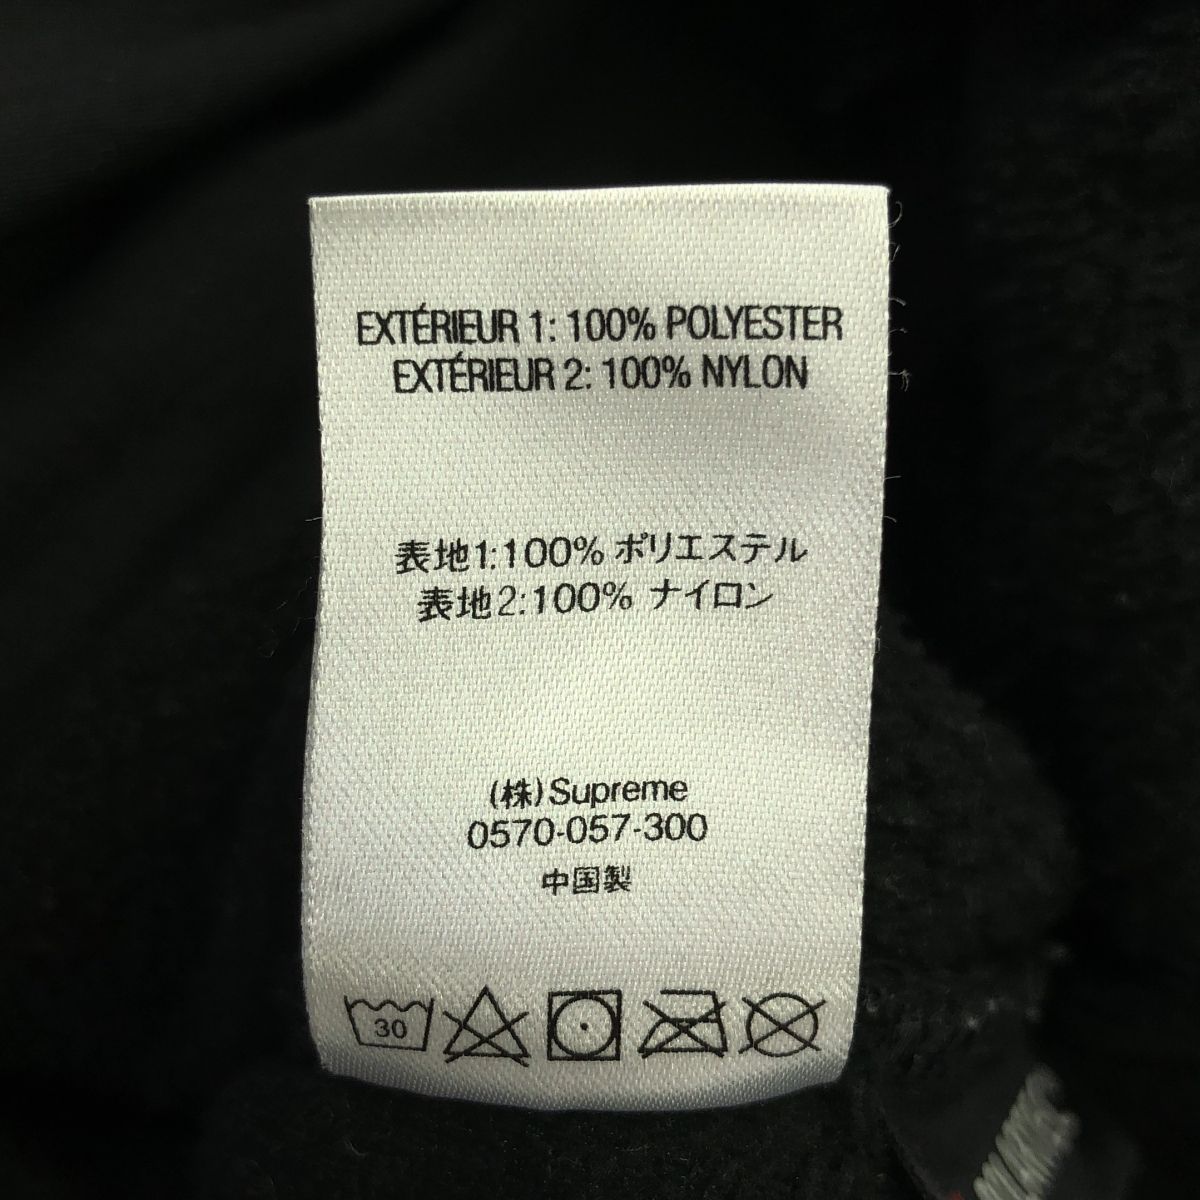 EXTÉRIEUR 1: 100% POLYESTER
EXTÉRIEUR 2: 100% NYLON
表地1:100% ポリエステル
表地2:100% ナイロン
(株)Supreme
0570-057-300
中国製
30